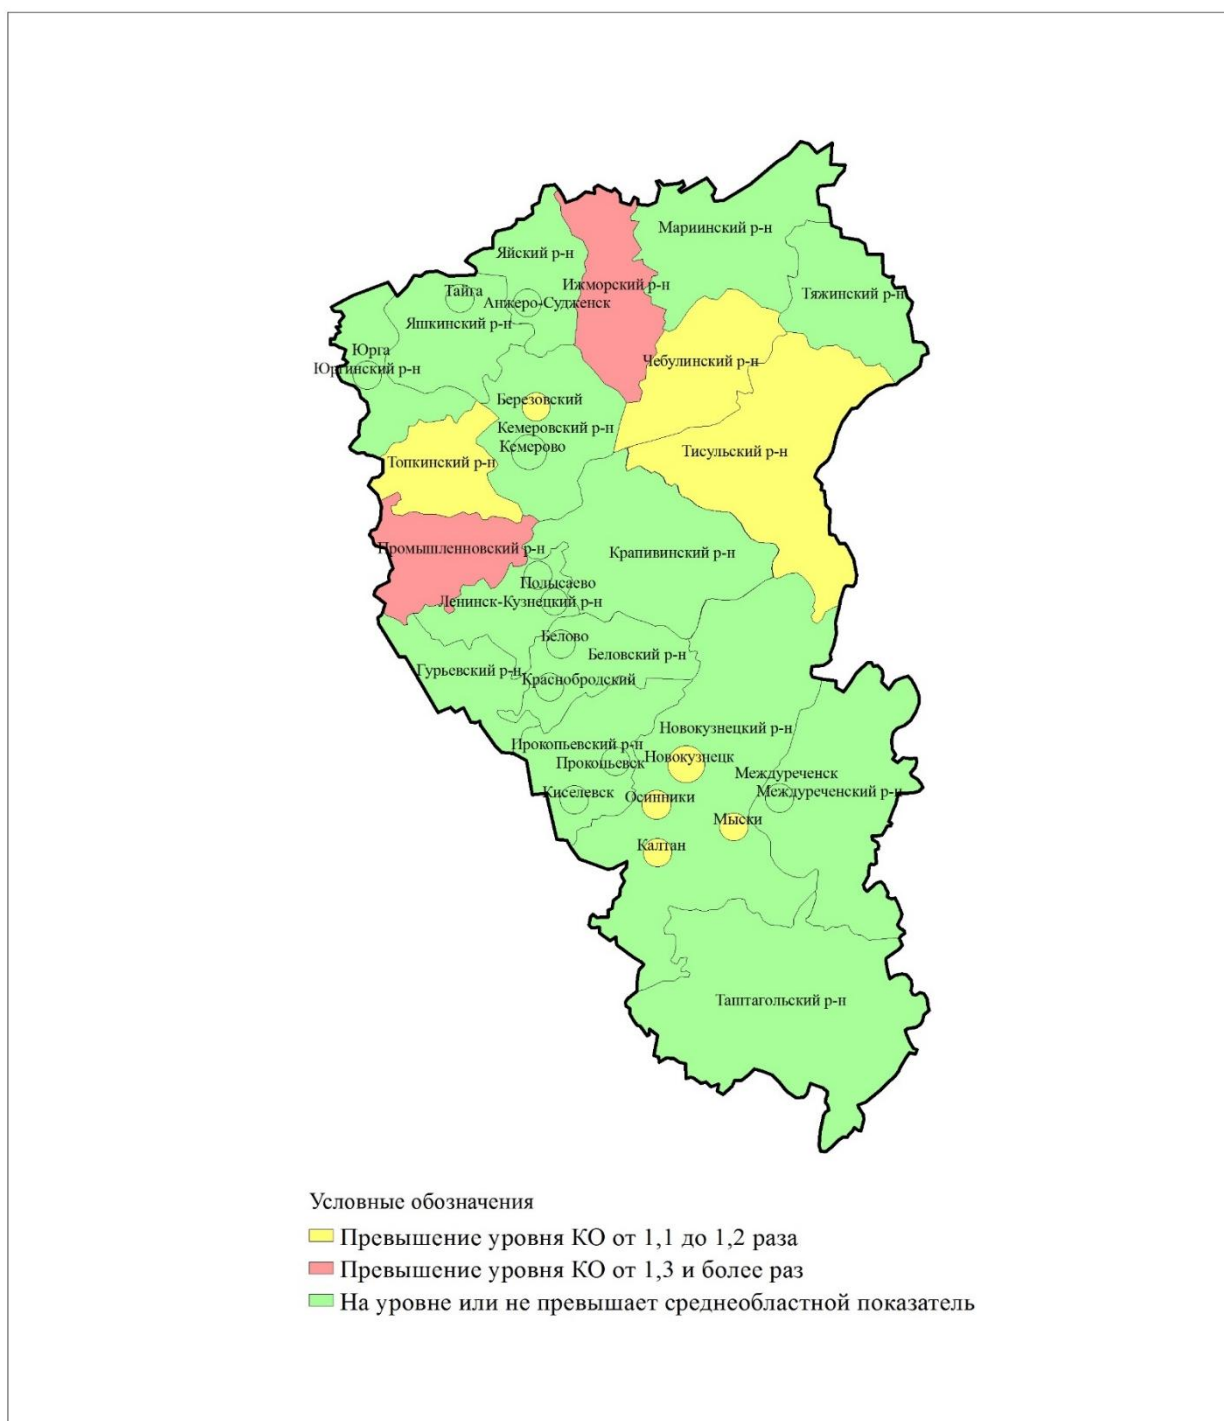 Мариинский р-н
Яйский р-н
Ижморский р-н
Тяжинский р-н
Тайга
Анжеро-Судженск
Яшкинский р-н
Юрга
Юргинский р-н
Чебулинский р-н
Березовский
Кемеровский р-н
Кемерово
Тисульский р-н
Топкинский р-н
Промышленновский р-н
Крапивинский р-н
Полысаево
Ленинск-Кузнецкий р-н
Белово
Беловский р-н
Гурьевский р-н
Краснобродский
Новокузнецкий р-н
Прокопьевский р-н
Новокузнецк
Прокопьевск
Междуреченск
Киселевск
Осинники
Междуреченский р-н
Мыски
Калтан
Таштагольский р-н
Условные обозначения
Превышение уровня КО от 1,1 до 1,2 раза
Превышение уровня КО от 1,3 и более раз
На уровне или не превышает среднеобластной показатель